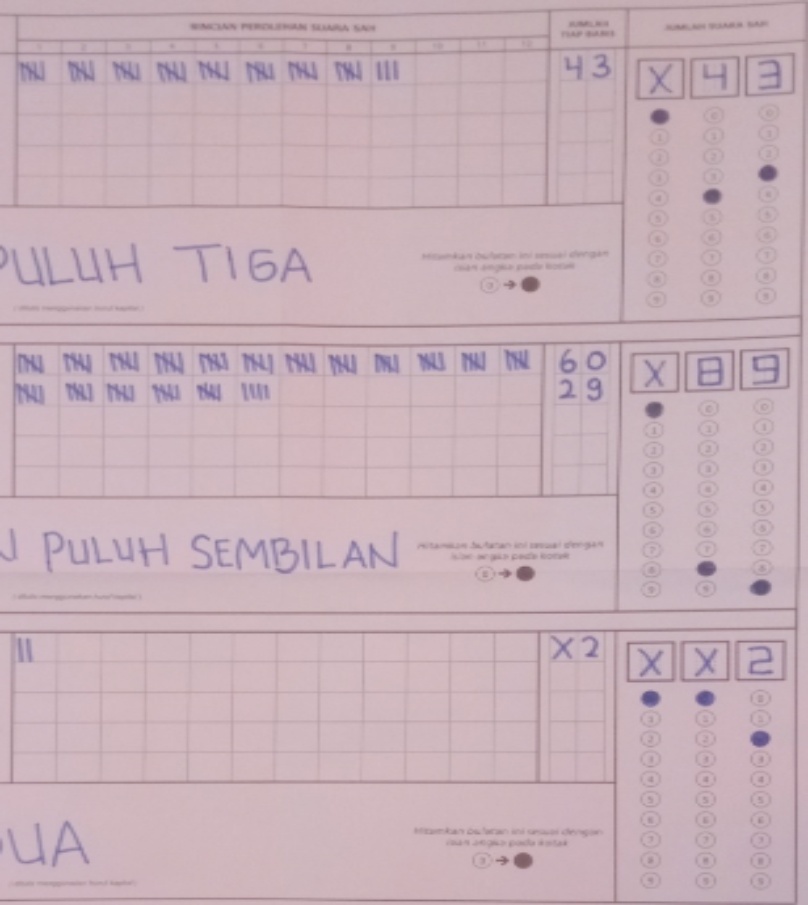 RINCIAN PEROLEHAN SUARA SAH
JUMLAH TIAP BARIS
JUMLAH SUARA SAH
1 2 3 4 5 6 7 8 9 10 11 12
43
X 4 3
PULUH TIGA
Hitamkan bulatan ini sesuai dengan
isian angka pada kotak
(ditulis menggunakan huruf kapital)
60
29
X 8 9
PULUH SEMBILAN
Hitamkan bulatan ini sesuai dengan
isian angka pada kotak
(ditulis menggunakan huruf kapital)
X2
X X 2
UA
Hitamkan bulatan ini sesuai dengan
isian angka pada kotak
(ditulis menggunakan huruf kapital)